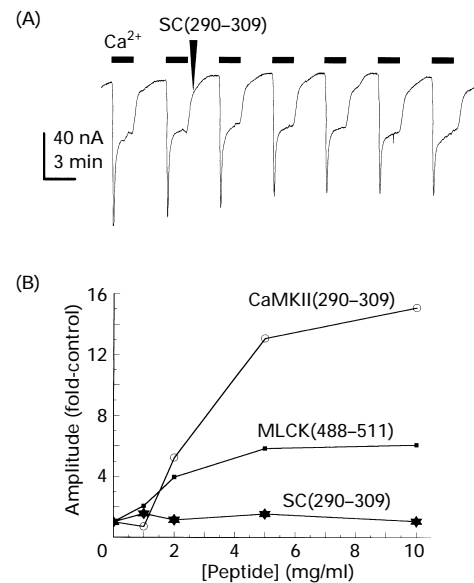 (A)
SC(290–309)
Ca2+
40 nA
3 min
(B)
16
12
8
4
0
Amplitude (fold-control)
CaMKII(290–309)
MLCK(488–511)
SC(290–309)
0 2 4 6 8 10
[Peptide] (mg/ml)